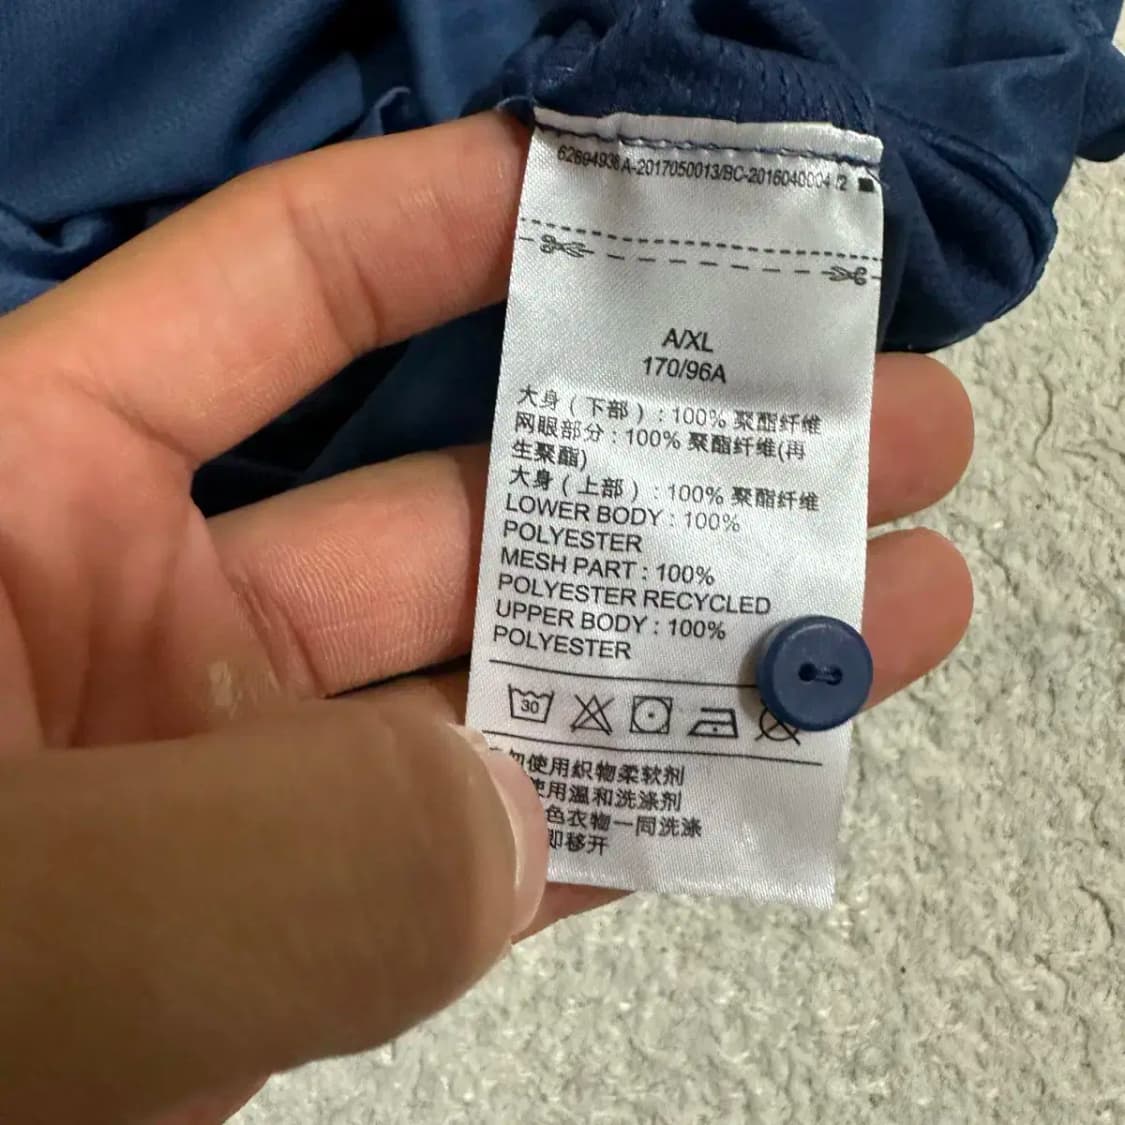 62694938A-2017050013/BC-2016040004 /2
A/XL
170/96A
大身（下部）: 100% 聚酯纤维
网眼部分 : 100% 聚酯纤维(再
生聚酯)
大身（上部）: 100% 聚酯纤维
LOWER BODY : 100%
POLYESTER
MESH PART : 100%
POLYESTER RECYCLED
UPPER BODY : 100%
POLYESTER
30
勿使用织物柔软剂
使用温和洗涤剂
色衣物一同洗涤
即移开